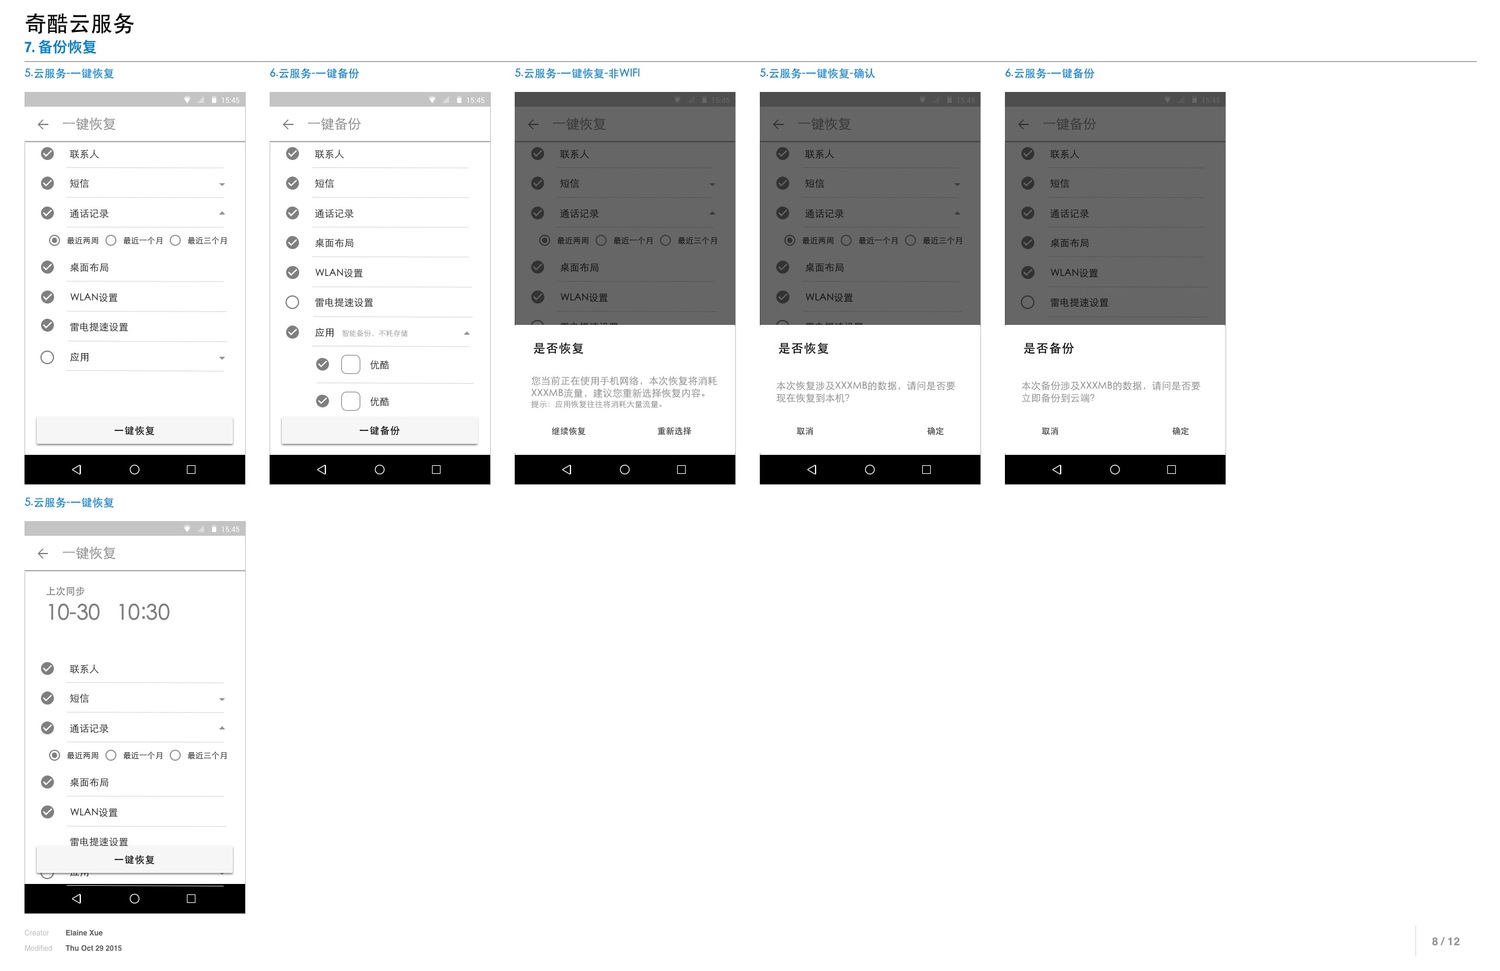 奇酷云服务
7. 备份恢复
5.云服务-一键恢复
15:45
一键恢复
联系人
短信
通话记录
最近两周 最近一个月 最近三个月
桌面布局
WLAN设置
雷电提速设置
应用
一键恢复
6.云服务-一键备份
15:45
一键备份
联系人
短信
通话记录
桌面布局
WLAN设置
雷电提速设置
应用 智能备份、不耗存储
优酷
优酷
一键备份
5.云服务-一键恢复-非WIFI
15:45
一键恢复
联系人
短信
通话记录
最近两周 最近一个月 最近三个月
桌面布局
WLAN设置
是否恢复
您当前正在使用手机网络，本次恢复将消耗
XXXMB流量，建议您重新选择恢复内容。
提示：应用恢复往往将消耗大量流量。
继续恢复 重新选择
5.云服务-一键恢复-确认
15:45
一键恢复
联系人
短信
通话记录
最近两周 最近一个月 最近三个月
桌面布局
WLAN设置
是否恢复
本次恢复涉及XXXMB的数据，请问是否要
现在恢复到本机?
取消 确定
6.云服务-一键备份
15:45
一键备份
联系人
短信
通话记录
桌面布局
WLAN设置
雷电提速设置
是否备份
本次备份涉及XXXMB的数据，请问是否要
立即备份到云端?
取消 确定
5.云服务-一键恢复
15:45
一键恢复
上次同步
10-30 10:30
联系人
短信
通话记录
最近两周 最近一个月 最近三个月
桌面布局
WLAN设置
雷电提速设置
一键恢复
应用
Creator Elaine Xue
Modified Thu Oct 29 2015
8 / 12